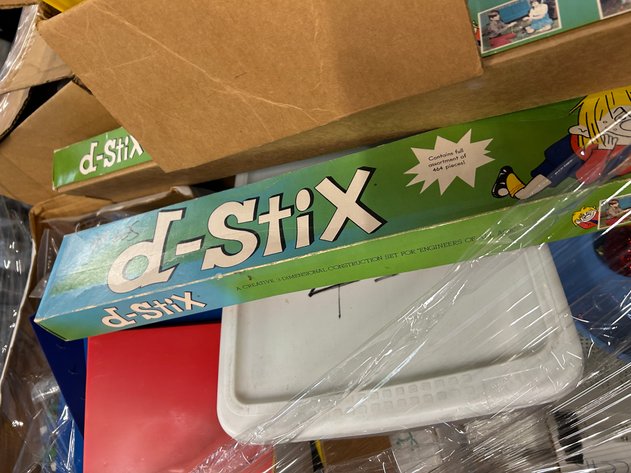 d-Stix
d-Stix
Contains full
assortment of
464 pieces!
A CREATIVE 3-DIMENSIONAL CONSTRUCTION SET FOR "ENGINEERS OF
d-Stix